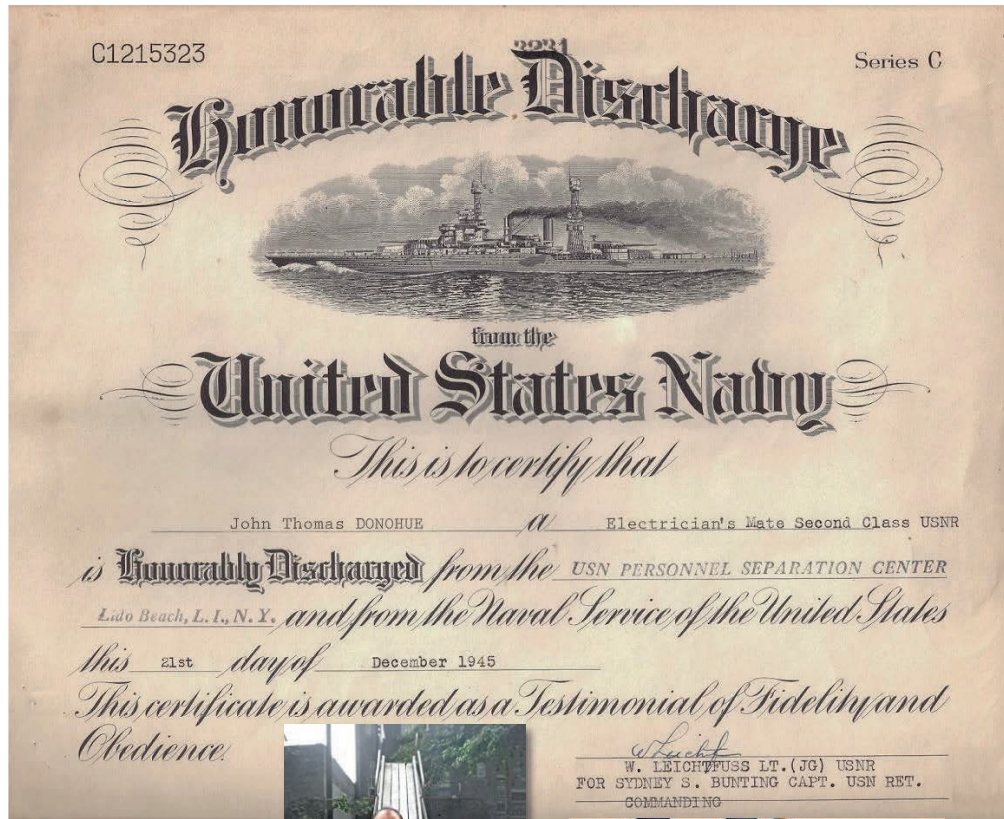 C1215323
Series C
Honorable Discharge
from the
United States Navy
This is to certify that
John Thomas DONOHUE a Electrician's Mate Second Class USNR
is Honorably Discharged from the USN PERSONNEL SEPARATION CENTER
Lido Beach, L. I., N. Y. and from the Naval Service of the United States
this 21st day of December 1945
This certificate is awarded as a Testimonial of Fidelity and
Obedience.
W. LEICHTFUSS LT.(JG) USNR
FOR SYDNEY S. BUNTING CAPT. USN RET.
COMMANDING